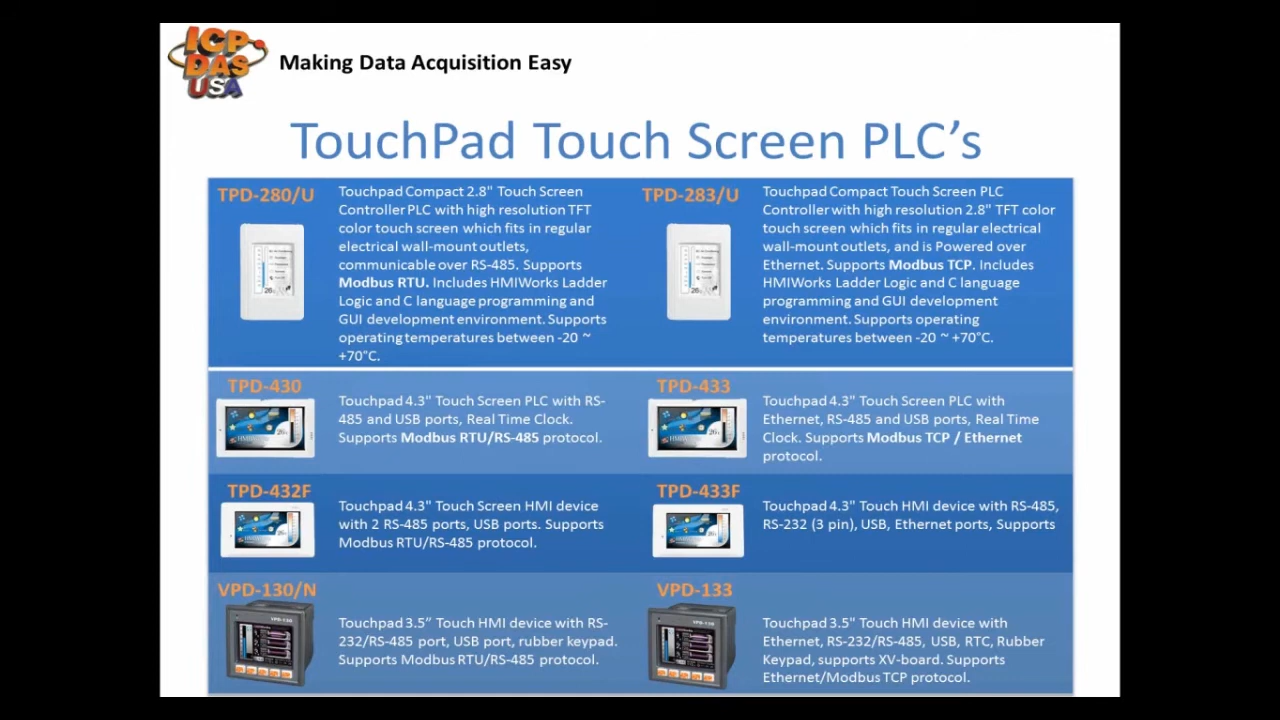 ICP
DAS
USA
Making Data Acquisition Easy
TouchPad Touch Screen PLC's
TPD-280/U
Touchpad Compact 2.8" Touch Screen
Controller PLC with high resolution TFT
color touch screen which fits in regular
electrical wall-mount outlets,
communicable over RS-485. Supports
Modbus RTU. Includes HMIWorks Ladder
Logic and C language programming and
GUI development environment. Supports
operating temperatures between -20 ~
+70°C.
TPD-283/U
Touchpad Compact Touch Screen PLC
Controller with high resolution 2.8" TFT color
touch screen which fits in regular electrical
wall-mount outlets, and is Powered over
Ethernet. Supports Modbus TCP. Includes
HMIWorks Ladder Logic and C language
programming and GUI development
environment. Supports operating
temperatures between -20 ~ +70°C.
TPD-430
Touchpad 4.3" Touch Screen PLC with RS-
485 and USB ports, Real Time Clock.
Supports Modbus RTU/RS-485 protocol.
TPD-433
Touchpad 4.3" Touch Screen PLC with
Ethernet, RS-485 and USB ports, Real Time
Clock. Supports Modbus TCP / Ethernet
protocol.
TPD-432F
Touchpad 4.3" Touch Screen HMI device
with 2 RS-485 ports, USB ports. Supports
Modbus RTU/RS-485 protocol.
TPD-433F
Touchpad 4.3" Touch HMI device with RS-485,
RS-232 (3 pin), USB, Ethernet ports, Supports
VPD-130/N
Touchpad 3.5" Touch HMI device with RS-
232/RS-485 port, USB port, rubber keypad.
Supports Modbus RTU/RS-485 protocol.
VPD-133
Touchpad 3.5" Touch HMI device with
Ethernet, RS-232/RS-485, USB, RTC, Rubber
Keypad, supports XV-board. Supports
Ethernet/Modbus TCP protocol.